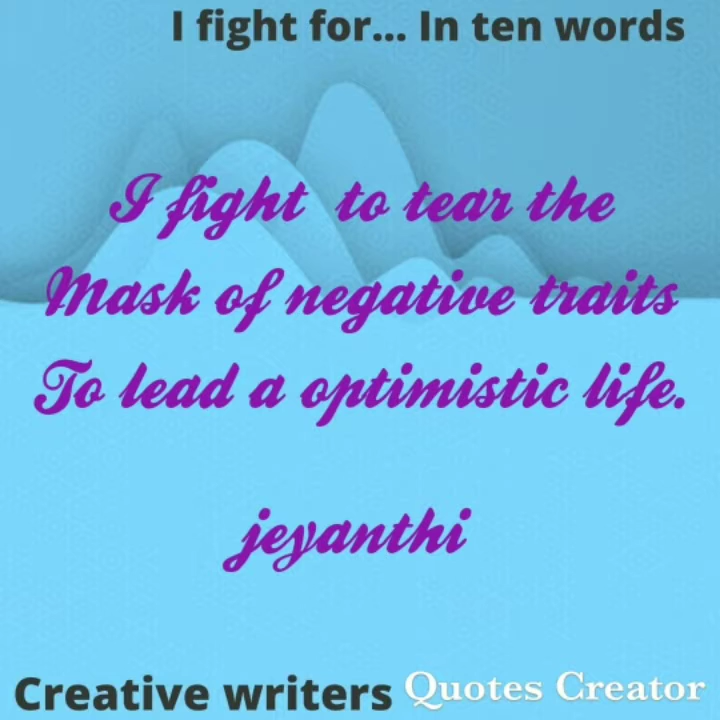 I fight for... In ten words
I fight to tear the
Mask of negative traits
To lead a optimistic life.
jeyanthi
Creative writers Quotes Creator